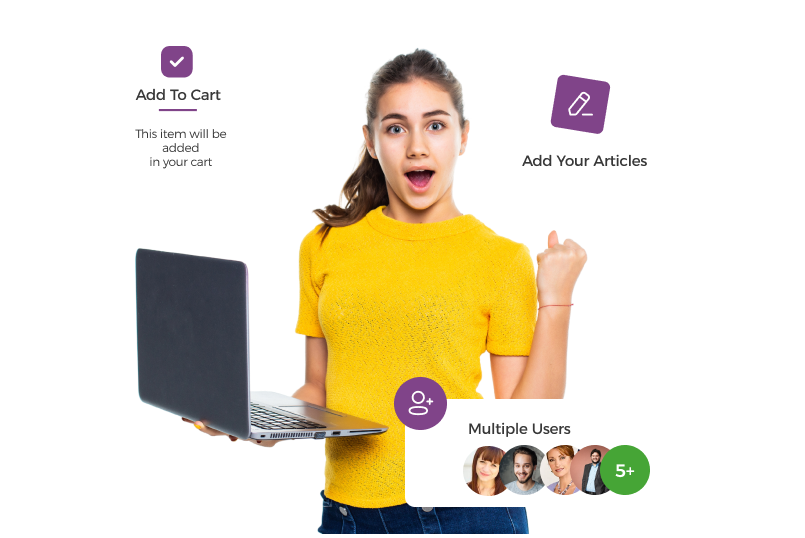 Add To Cart
This item will be
added
in your cart
Add Your Articles
Multiple Users
5+